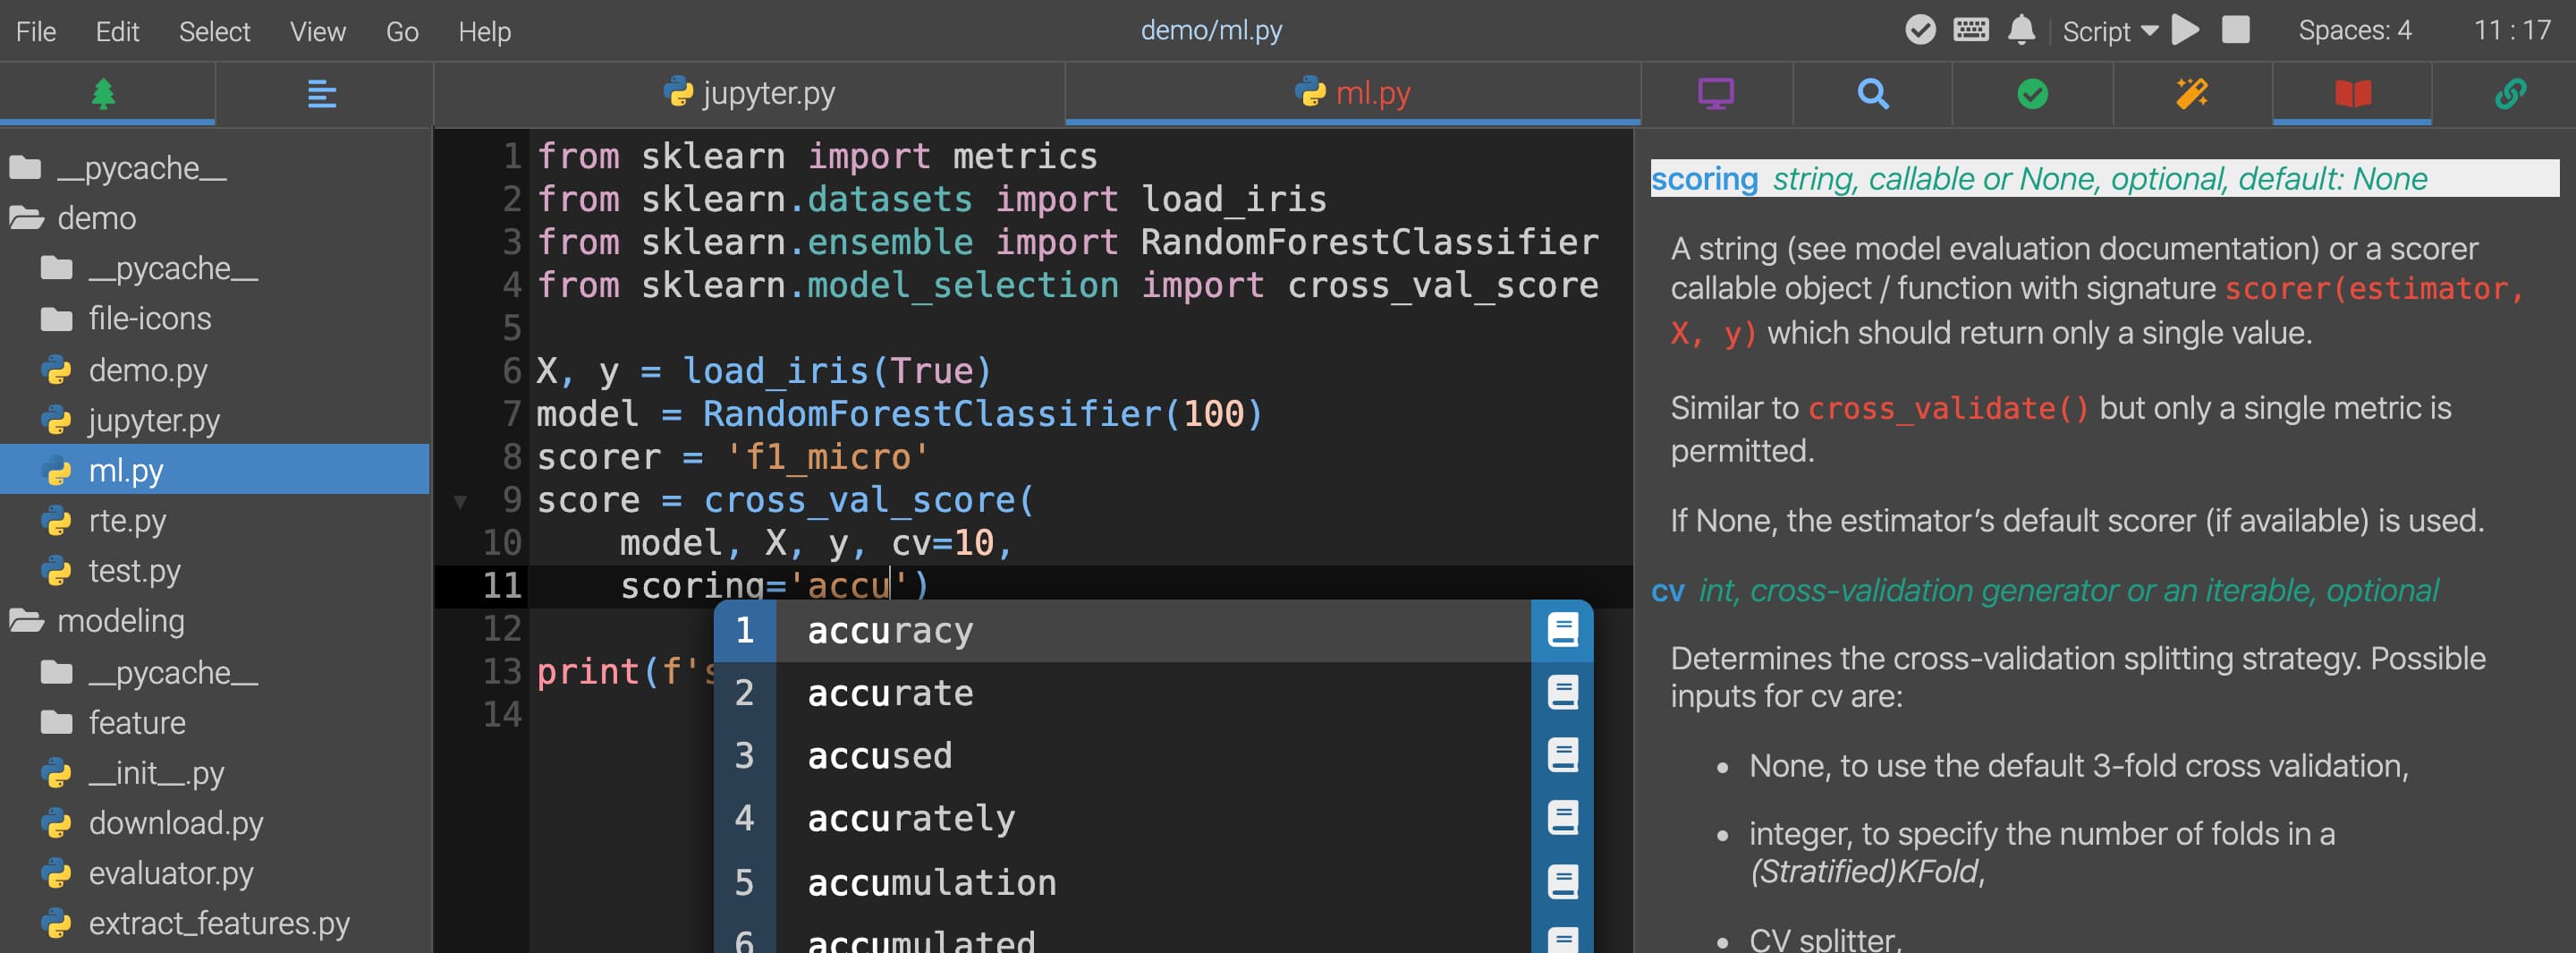 File Edit Select View Go Help
demo/ml.py
Script
Spaces: 4
11 : 17
jupyter.py
ml.py
__pycache__
demo
__pycache__
file-icons
demo.py
jupyter.py
ml.py
rte.py
test.py
modeling
__pycache__
feature
__init__.py
download.py
evaluator.py
extract_features.py
1 from sklearn import metrics
2 from sklearn.datasets import load_iris
3 from sklearn.ensemble import RandomForestClassifier
4 from sklearn.model_selection import cross_val_score
5
6 X, y = load_iris(True)
7 model = RandomForestClassifier(100)
8 scorer = 'f1_micro'
9 score = cross_val_score(
10 model, X, y, cv=10,
11 scoring='accu')
12
13 print(f's
14
1 accuracy
2 accurate
3 accused
4 accurately
5 accumulation
6 accumulated
scoring string, callable or None, optional, default: None
A string (see model evaluation documentation) or a scorer
callable object / function with signature scorer(estimator,
X, y) which should return only a single value.
Similar to cross_validate() but only a single metric is
permitted.
If None, the estimator’s default scorer (if available) is used.
cv int, cross-validation generator or an iterable, optional
Determines the cross-validation splitting strategy. Possible
inputs for cv are:
• None, to use the default 3-fold cross validation,
• integer, to specify the number of folds in a
(Stratified)KFold,
• CV splitter,